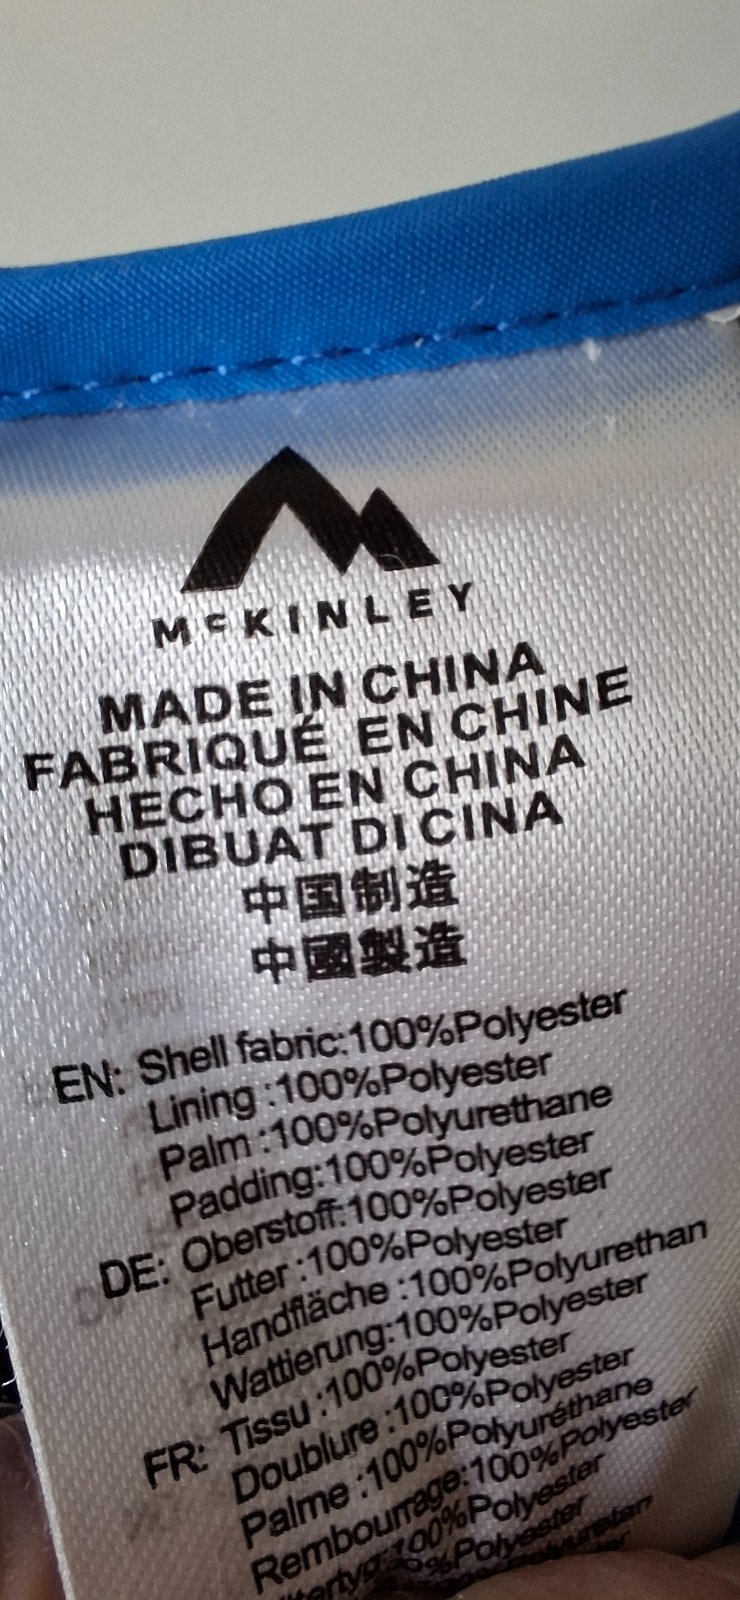 McKINLEY
MADE IN CHINA
FABRIQUÉ EN CHINE
HECHO EN CHINA
DIBUAT DI CINA
中国制造
中國製造
EN: Shell fabric:100%Polyester
Lining :100%Polyester
Palm :100%Polyurethane
Padding:100%Polyester
DE: Oberstoff:100%Polyester
Futter :100%Polyester
Handfläche :100%Polyurethan
Wattierung:100%Polyester
FR: Tissu :100%Polyester
Doublure :100%Polyester
Palme :100%Polyuréthane
Rembourrage:100%Polyester
100%Polyester
Polyester